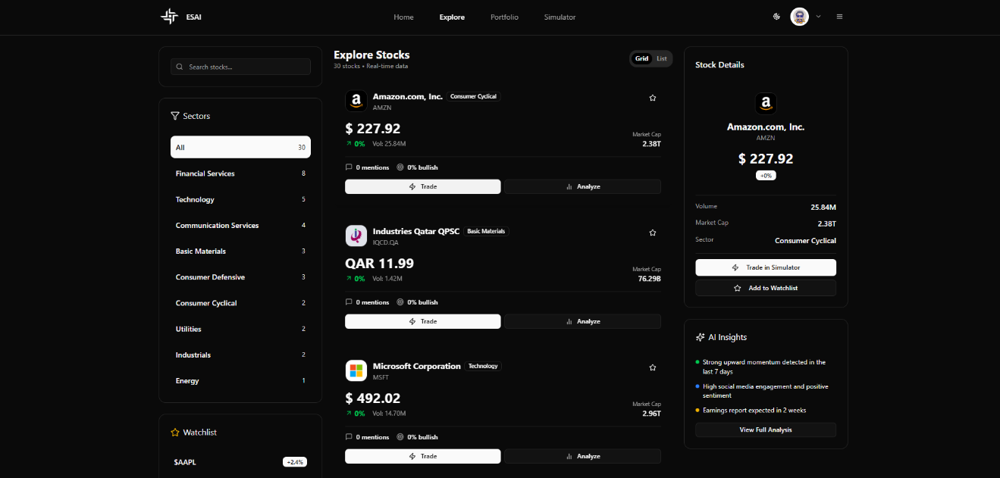 ESAI
Home
Explore
Portfolio
Simulator
Search stocks...
Sectors
All 30
Financial Services 8
Technology 5
Communication Services 4
Basic Materials 3
Consumer Defensive 3
Consumer Cyclical 2
Utilities 2
Industrials 2
Energy 1
Watchlist
$AAPL +2.4%
Explore Stocks
30 stocks • Real-time data
Grid List
Amazon.com, Inc. Consumer Cyclical
AMZN
$ 227.92
Market Cap
0% Vol: 25.84M
2.38T
0 mentions 0% bullish
Trade Analyze
Industries Qatar QPSC Basic Materials
IQCD.QA
QAR 11.99
Market Cap
0% Vol: 1.42M
76.29B
0 mentions 0% bullish
Trade Analyze
Microsoft Corporation Technology
MSFT
$ 492.02
Market Cap
0% Vol: 14.70M
2.96T
0 mentions 0% bullish
Trade Analyze
Stock Details
a
Amazon.com, Inc.
AMZN
$ 227.92
+0%
Volume 25.84M
Market Cap 2.38T
Sector Consumer Cyclical
Trade in Simulator
Add to Watchlist
AI Insights
Strong upward momentum detected in the
last 7 days
High social media engagement and positive
sentiment
Earnings report expected in 2 weeks
View Full Analysis